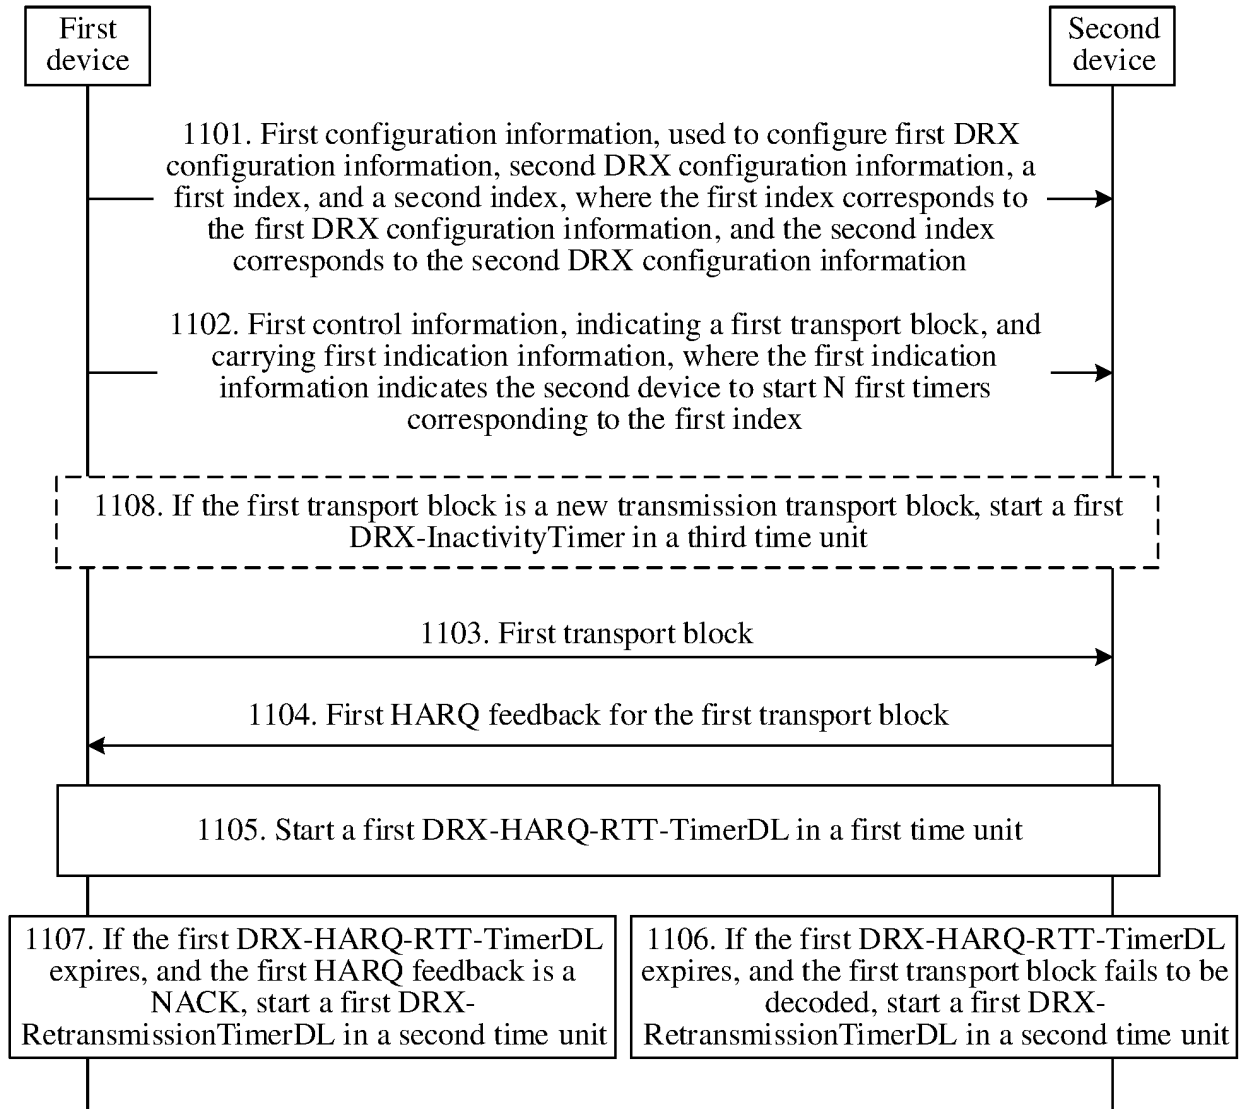 First
device
Second
device
1101. First configuration information, used to configure first DRX
configuration information, second DRX configuration information, a
first index, and a second index, where the first index corresponds to
the first DRX configuration information, and the second index
corresponds to the second DRX configuration information
1102. First control information, indicating a first transport block, and
carrying first indication information, where the first indication
information indicates the second device to start N first timers
corresponding to the first index
1108. If the first transport block is a new transmission transport block, start a first
DRX-InactivityTimer in a third time unit
1103. First transport block
1104. First HARQ feedback for the first transport block
1105. Start a first DRX-HARQ-RTT-TimerDL in a first time unit
1107. If the first DRX-HARQ-RTT-TimerDL
expires, and the first HARQ feedback is a
NACK, start a first DRX-
RetransmissionTimerDL in a second time unit
1106. If the first DRX-HARQ-RTT-TimerDL
expires, and the first transport block fails to be
decoded, start a first DRX-
RetransmissionTimerDL in a second time unit